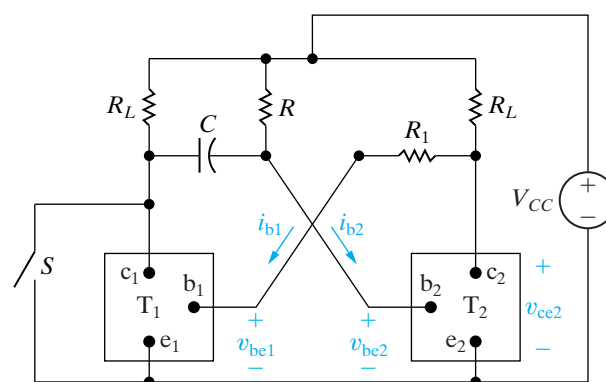 R_L
C
R
R_1
R_L
V_CC
+
−
i_b1
i_b2
S
c_1
b_1
T_1
e_1
b_2
c_2
T_2
e_2
+
v_be1
−
+
v_be2
−
+
v_ce2
−